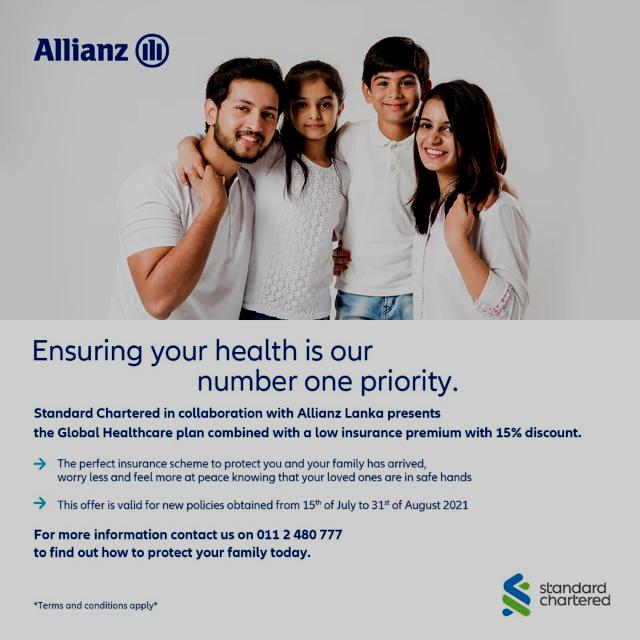 Allianz
Ensuring your health is our
number one priority.
Standard Chartered in collaboration with Allianz Lanka presents
the Global Healthcare plan combined with a low insurance premium with 15% discount.
The perfect insurance scheme to protect you and your family has arrived,
worry less and feel more at peace knowing that your loved ones are in safe hands
This offer is valid for new policies obtained from 15th of July to 31st of August 2021
For more information contact us on 011 2 480 777
to find out how to protect your family today.
*Terms and conditions apply*
standard
chartered